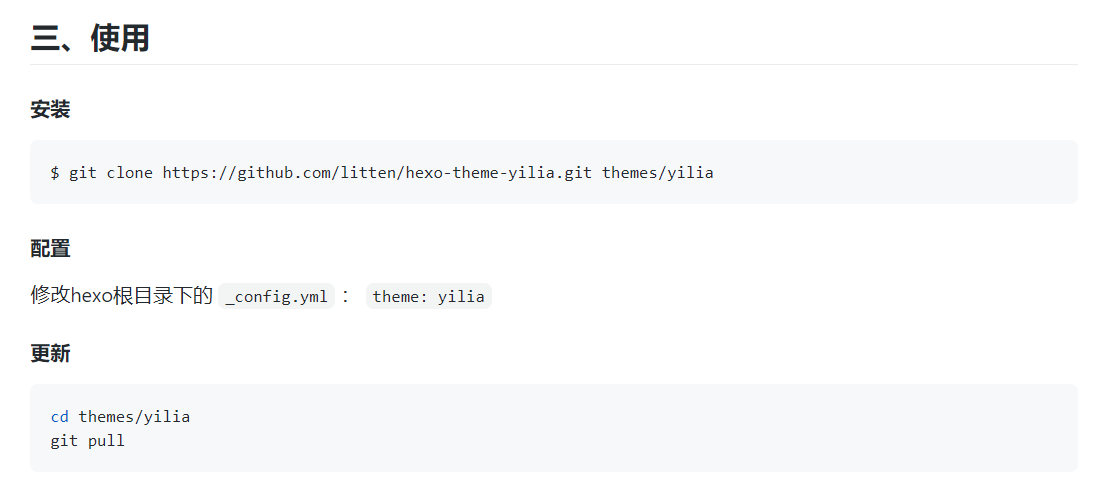 三、使用
安装
$ git clone https://github.com/litten/hexo-theme-yilia.git themes/yilia
配置
修改hexo根目录下的 _config.yml ： theme: yilia
更新
cd themes/yilia
git pull